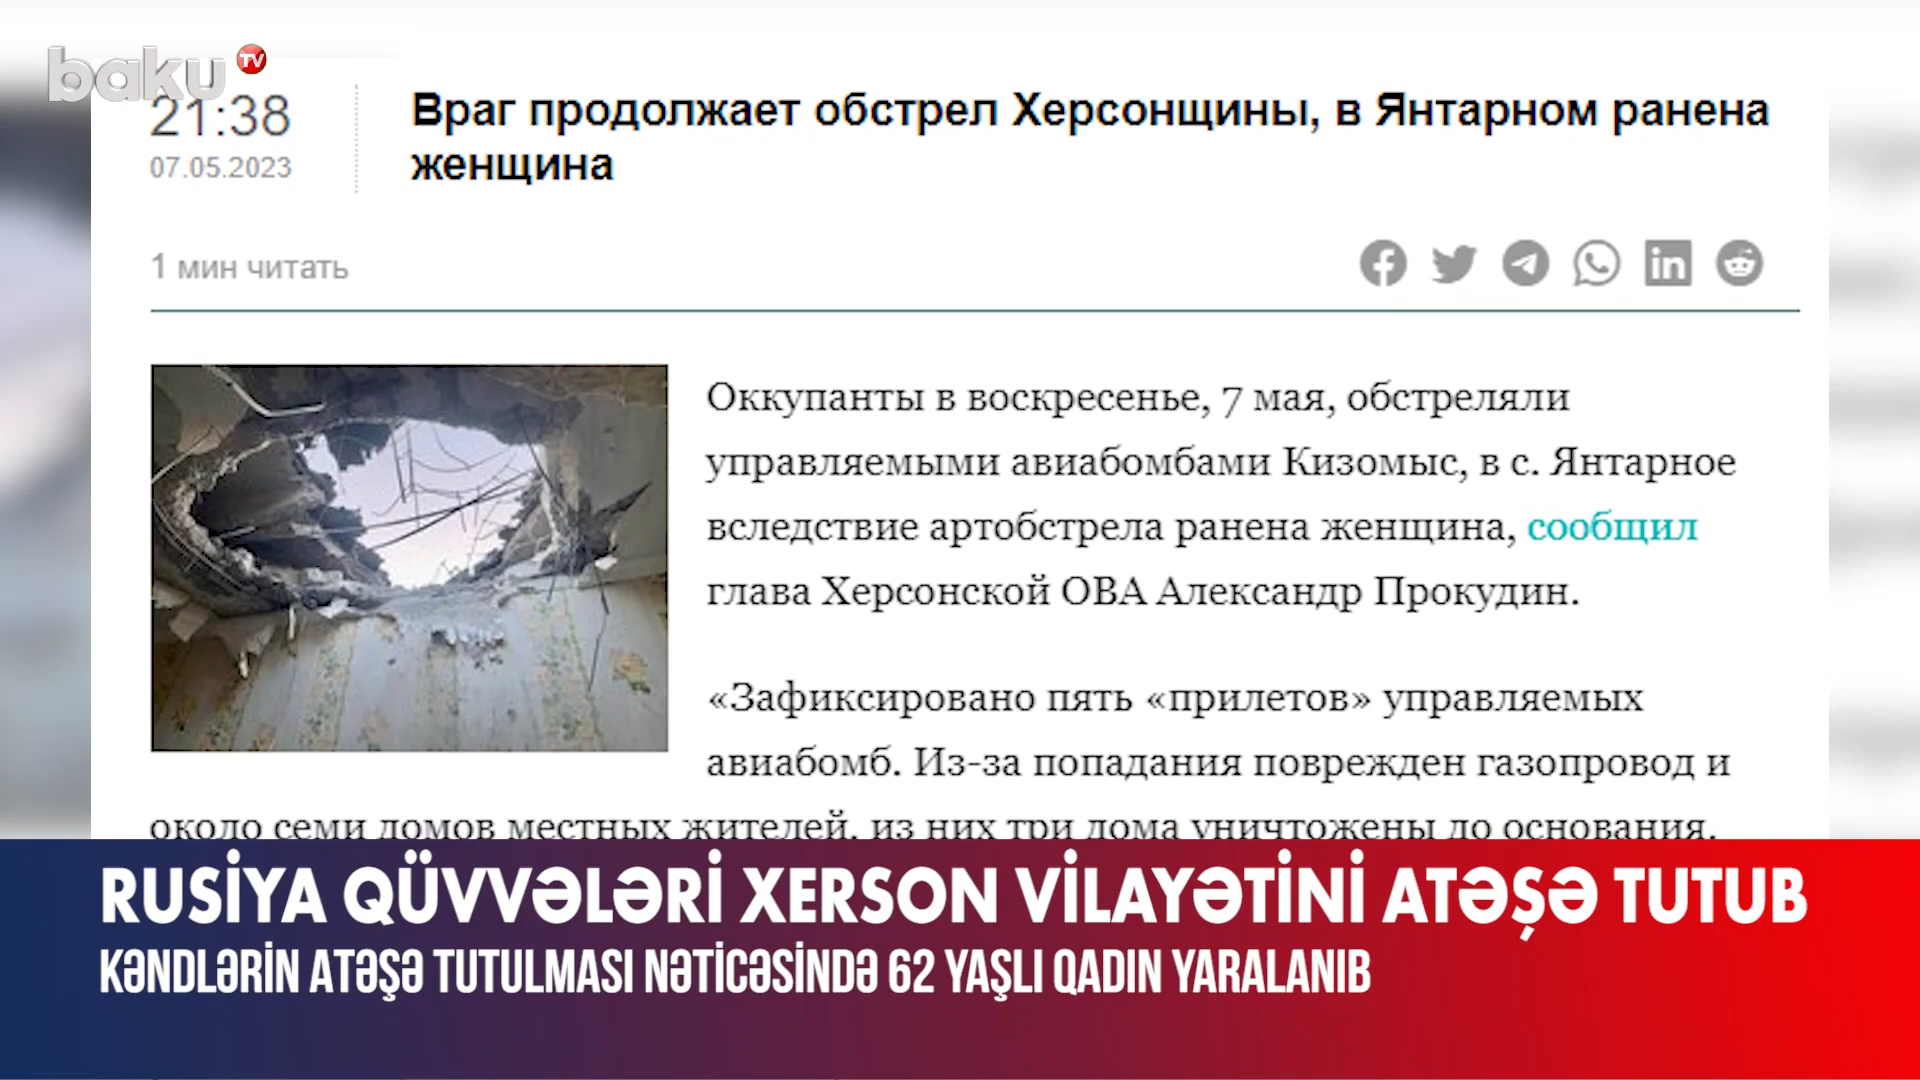 baku TV
21:38
07.05.2023
Враг продолжает обстрел Херсонщины, в Янтарном ранена
женщина
1 мин читать
Оккупанты в воскресенье, 7 мая, обстреляли
управляемыми авиабомбами Кизомыс, в с. Янтарное
вследствие артобстрела ранена женщина, сообщил
глава Херсонской ОВА Александр Прокудин.
«Зафиксировано пять «прилетов» управляемых
авиабомб. Из-за попадания поврежден газопровод и
около семи домов местных жителей, из них три дома уничтожены до основания.
RUSİYA QÜVVƏLƏRİ XERSON VİLAYƏTİNİ ATƏŞƏ TUTUB
KƏNDLƏRİN ATƏŞƏ TUTULMASI NƏTİCƏSİNDƏ 62 YAŞLI QADIN YARALANIB